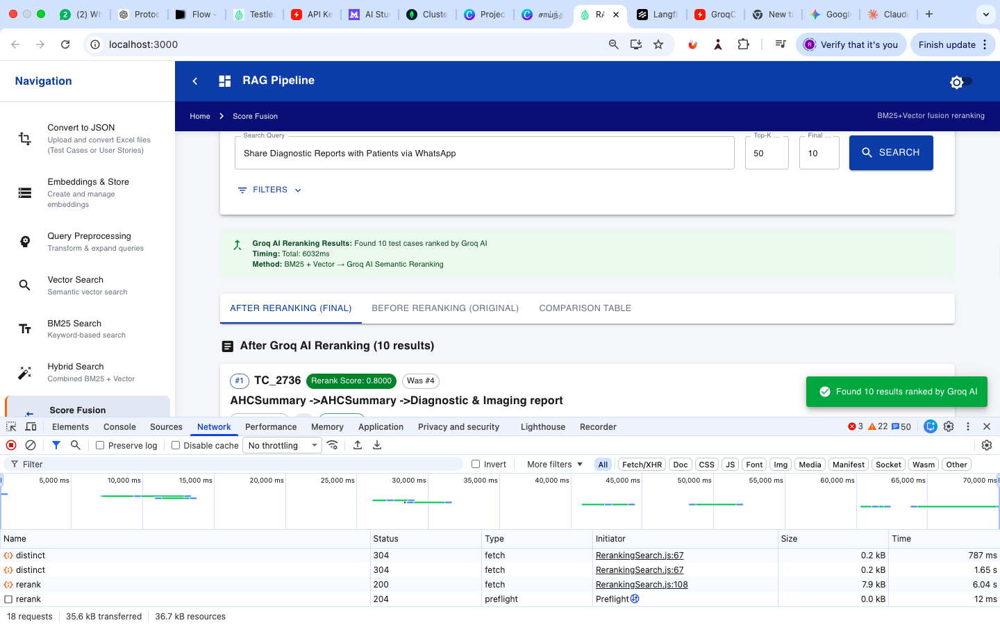 (2) Wh
Protoc
Flow -
Testlea
API Ke
AI Stu
Cluste
Projec
சாய்ந்த
RA
Langfl
GroqC
New ta
Google
Claude
localhost:3000
Verify that it's you
Finish update
Navigation
RAG Pipeline
Home > Score Fusion
BM25+Vector fusion reranking
Convert to JSON
Upload and convert Excel files
(Test Cases or User Stories)
Embeddings & Store
Create and manage
embeddings
Query Preprocessing
Transform & expand queries
Vector Search
Semantic vector search
BM25 Search
Keyword-based search
Hybrid Search
Combined BM25 + Vector
Score Fusion
Search Query
Share Diagnostic Reports with Patients via WhatsApp
Top-K ...
50
Final ...
10
SEARCH
FILTERS
Groq AI Reranking Results: Found 10 test cases ranked by Groq AI
Timing: Total: 6032ms
Method: BM25 + Vector → Groq AI Semantic Reranking
AFTER RERANKING (FINAL) BEFORE RERANKING (ORIGINAL) COMPARISON TABLE
After Groq AI Reranking (10 results)
#1 TC_2736 Rerank Score: 0.8000 Was #4
AHCSummary ->AHCSummary ->Diagnostic & Imaging report
Found 10 results ranked by Groq AI
Elements Console Sources Network Performance Memory Application Privacy and security Lighthouse Recorder 3 22 50
Preserve log Disable cache No throttling
Filter Invert More filters All Fetch/XHR Doc CSS JS Font Img Media Manifest Socket Wasm Other
5,000 ms 10,000 ms 15,000 ms 20,000 ms 25,000 ms 30,000 ms 35,000 ms 40,000 ms 45,000 ms 50,000 ms 55,000 ms 60,000 ms 65,000 ms 70,000 ms
Name Status Type Initiator Size Time
distinct 304 fetch RerankingSearch.js:67 0.2 kB 787 ms
distinct 304 fetch RerankingSearch.js:67 0.2 kB 1.65 s
rerank 200 fetch RerankingSearch.js:108 7.9 kB 6.04 s
rerank 204 preflight Preflight 0.0 kB 12 ms
18 requests 35.6 kB transferred 36.7 kB resources